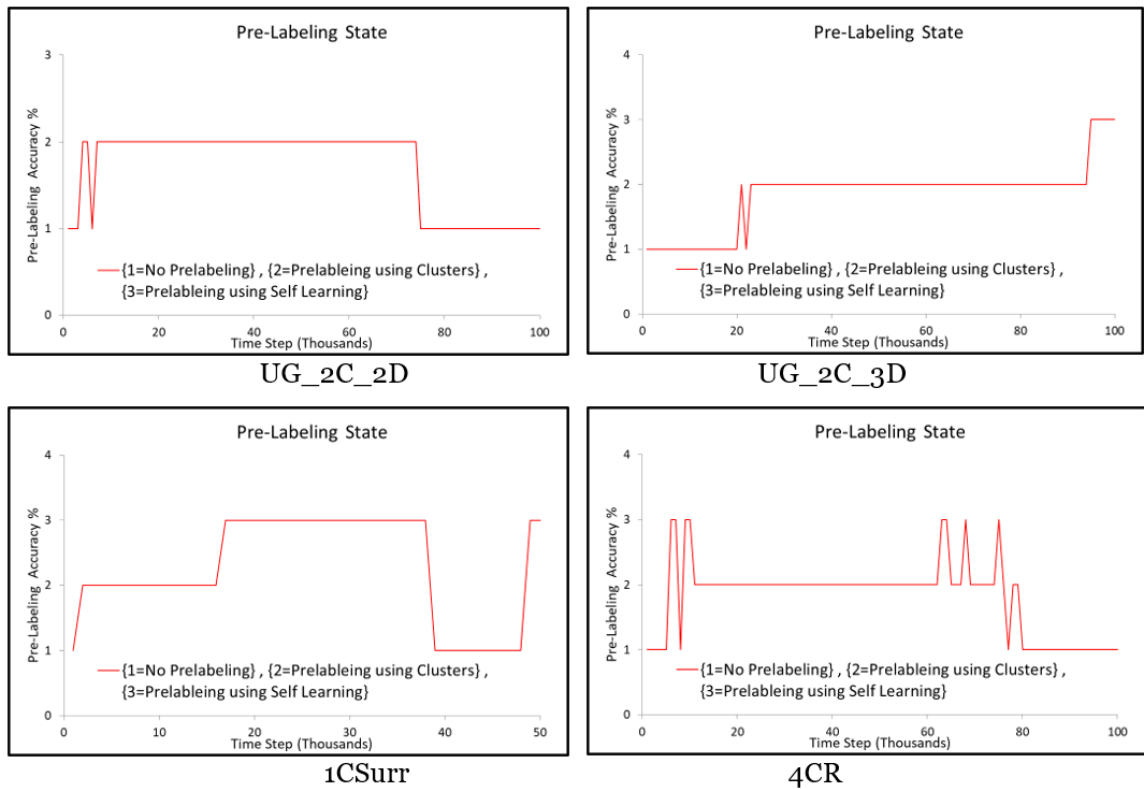 Pre-Labeling State
Pre-Labeling Accuracy %
3
2
1
0
{1=No Prelabeling} , {2=Prelableing using Clusters} ,
{3=Prelableing using Self Learning}
0 20 40 60 80 100
Time Step (Thousands)
UG_2C_2D
Pre-Labeling State
Pre-Labeling Accuracy %
4
3
2
1
0
{1=No Prelabeling} , {2=Prelableing using Clusters} ,
{3=Prelableing using Self Learning}
0 20 40 60 80 100
Time Step (Thousands)
UG_2C_3D
Pre-Labeling State
Pre-Labeling Accuracy %
4
3
2
1
0
{1=No Prelabeling} , {2=Prelableing using Clusters} ,
{3=Prelableing using Self Learning}
0 10 20 30 40 50
Time Step (Thousands)
1CSurr
Pre-Labeling State
Pre-Labeling Accuracy %
4
3
2
1
0
{1=No Prelabeling} , {2=Prelableing using Clusters} ,
{3=Prelableing using Self Learning}
0 20 40 60 80 100
Time Step (Thousands)
4CR